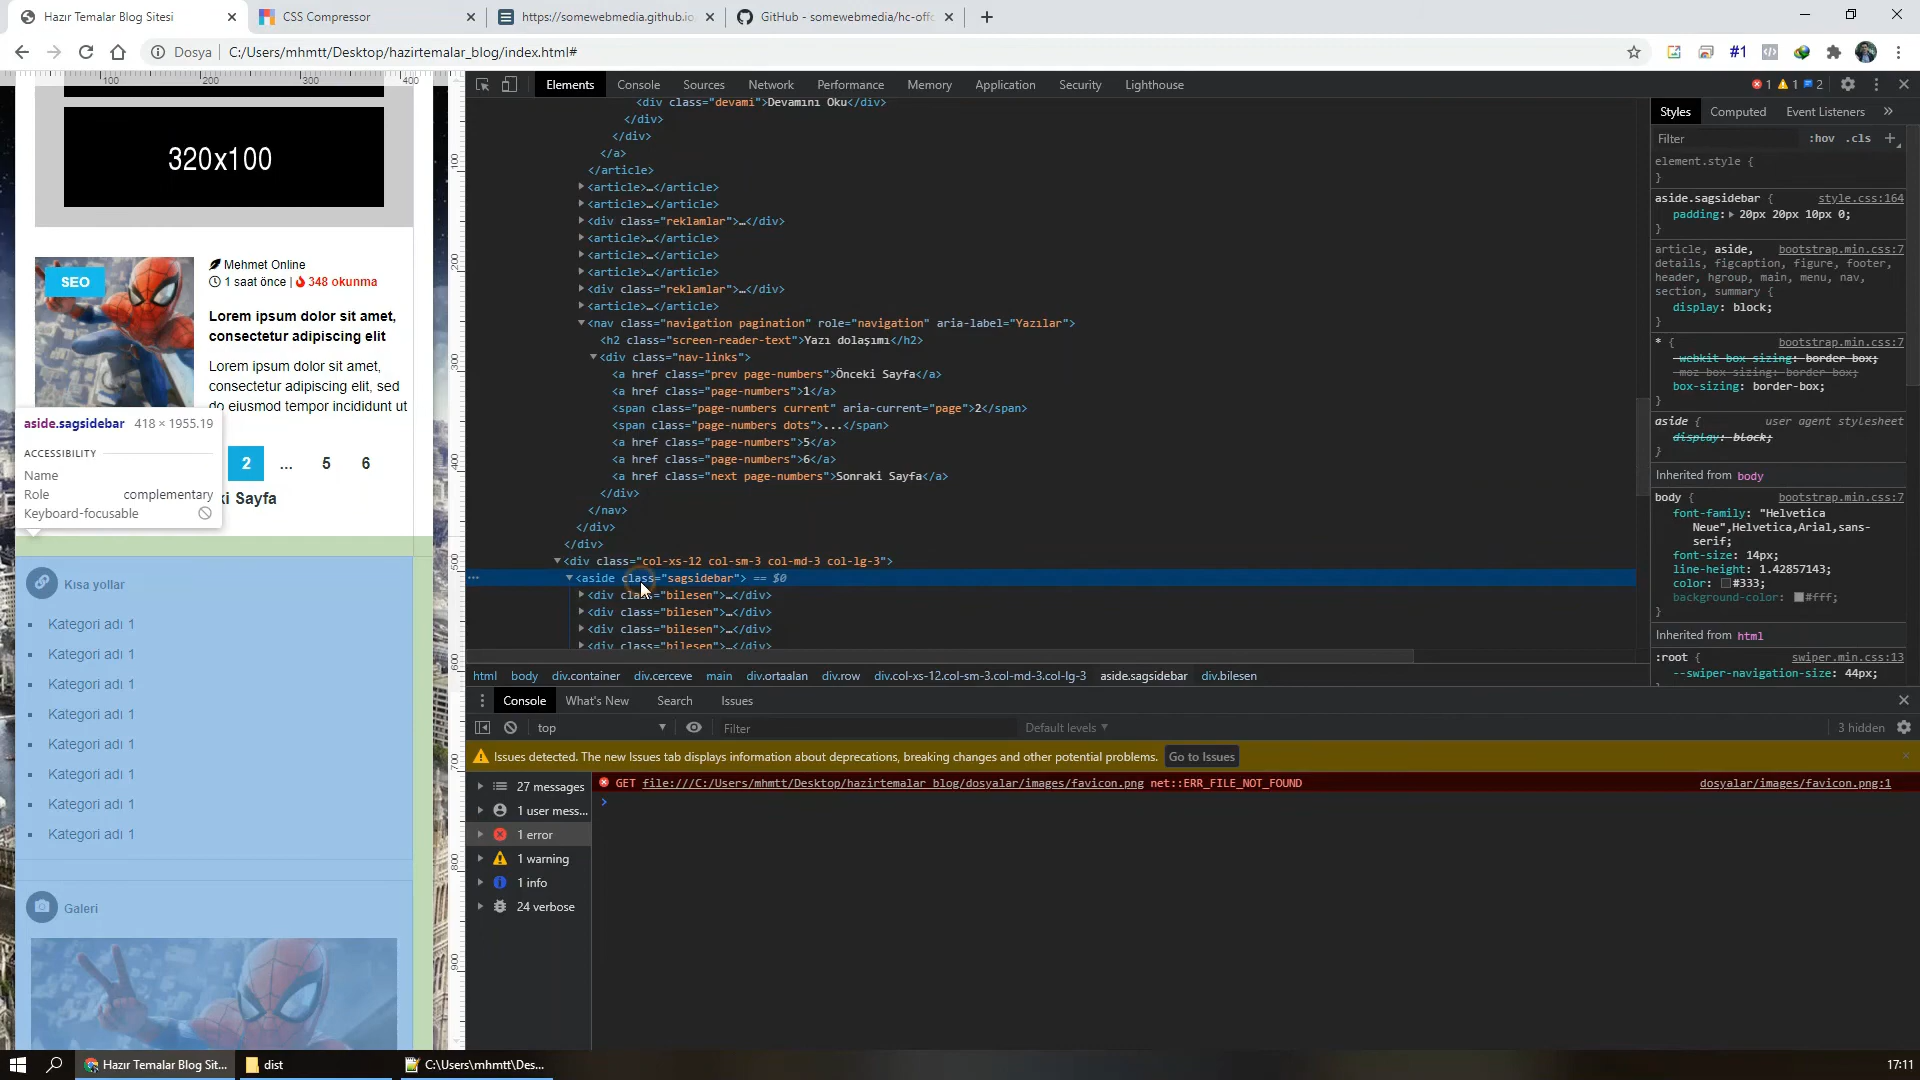 Hazır Temalar Blog Sitesi
CSS Compressor
https://somewebmedia.github.io
GitHub - somewebmedia/hc-offc
Dosya
C:/Users/mhmtt/Desktop/hazirtemalar_blog/index.html#
#1
100
200
300
400
320x100
SEO
Mehmet Online
1 saat önce | 348 okunma
Lorem ipsum dolor sit amet,
consectetur adipiscing elit
Lorem ipsum dolor sit amet,
consectetur adipiscing elit, sed
do eiusmod tempor incididunt ut
aside.sagsidebar 418 × 1955.19
ACCESSIBILITY
Name
Role complementary
Keyboard-focusable
2 ... 5 6
ki Sayfa
Kısa yollar
Kategori adı 1
Kategori adı 1
Kategori adı 1
Kategori adı 1
Kategori adı 1
Kategori adı 1
Kategori adı 1
Kategori adı 1
Galeri
100
200
300
400
500
600
700
800
900
Elements Console Sources Network Performance Memory Application Security Lighthouse
1 1 2
<div class="devami">Devamını Oku</div>
</div>
</div>
</a>
</article>
<article>…</article>
<article>…</article>
<div class="reklamlar">…</div>
<article>…</article>
<article>…</article>
<article>…</article>
<div class="reklamlar">…</div>
<article>…</article>
<nav class="navigation pagination" role="navigation" aria-label="Yazılar">
<h2 class="screen-reader-text">Yazı dolaşımı</h2>
<div class="nav-links">
<a href class="prev page-numbers">Önceki Sayfa</a>
<a href class="page-numbers">1</a>
<span class="page-numbers current" aria-current="page">2</span>
<span class="page-numbers dots">...</span>
<a href class="page-numbers">5</a>
<a href class="page-numbers">6</a>
<a href class="next page-numbers">Sonraki Sayfa</a>
</div>
</nav>
</div>
</div>
<div class="col-xs-12 col-sm-3 col-md-3 col-lg-3">
<aside class="sagsidebar"> == $0
<div class="bilesen">…</div>
<div class="bilesen">…</div>
<div class="bilesen">…</div>
<div class="bilesen">…</div>
html body div.container div.cerceve main div.ortaalan div.row div.col-xs-12.col-sm-3.col-md-3.col-lg-3 aside.sagsidebar div.bilesen
Styles Computed Event Listeners »
Filter :hov .cls +
element.style {
}
aside.sagsidebar { style.css:164
padding: 20px 20px 10px 0;
}
article, aside, bootstrap.min.css:7
details, figcaption, figure, footer,
header, hgroup, main, menu, nav,
section, summary {
display: block;
}
* { bootstrap.min.css:7
-webkit-box-sizing: border-box;
-moz-box-sizing: border-box;
box-sizing: border-box;
}
aside { user agent stylesheet
display: block;
}
Inherited from body
body { bootstrap.min.css:7
font-family: "Helvetica
Neue",Helvetica,Arial,sans-
serif;
font-size: 14px;
line-height: 1.42857143;
color: #333;
background-color: #fff;
}
Inherited from html
:root { swiper.min.css:13
--swiper-navigation-size: 44px;
Console What's New Search Issues
top Filter Default levels 3 hidden
Issues detected. The new Issues tab displays information about deprecations, breaking changes and other potential problems. Go to Issues
27 messages
1 user mess...
1 error
1 warning
1 info
24 verbose
GET file:///C:/Users/mhmtt/Desktop/hazirtemalar_blog/dosyalar/images/favicon.png net::ERR_FILE_NOT_FOUND dosyalar/images/favicon.png:1
Hazır Temalar Blog Sit...
dist
C:\Users\mhmtt\Des...
17:11